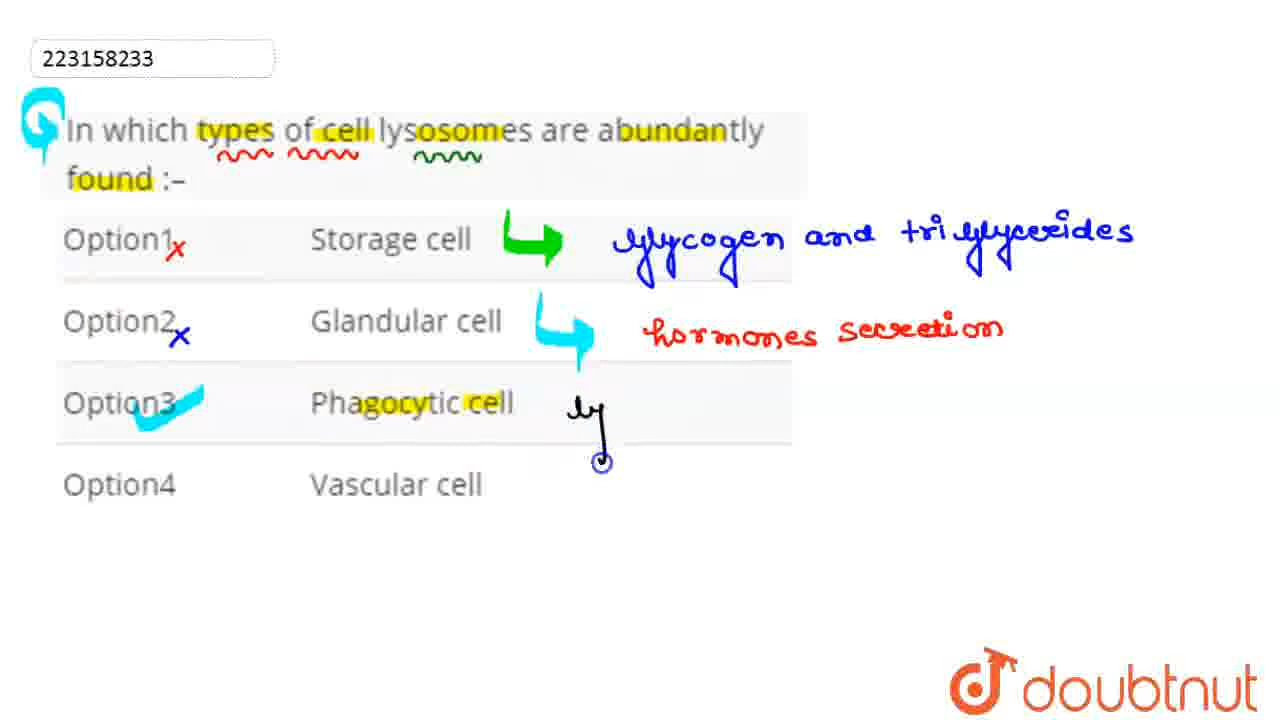 223158233
In which types of cell lysosomes are abundantly
found :–
Option1 x Storage cell Glycogen and triglycerides
Option2 x Glandular cell hormones secretion
Option3 Phagocytic cell ly
Option4 Vascular cell
doubtnut